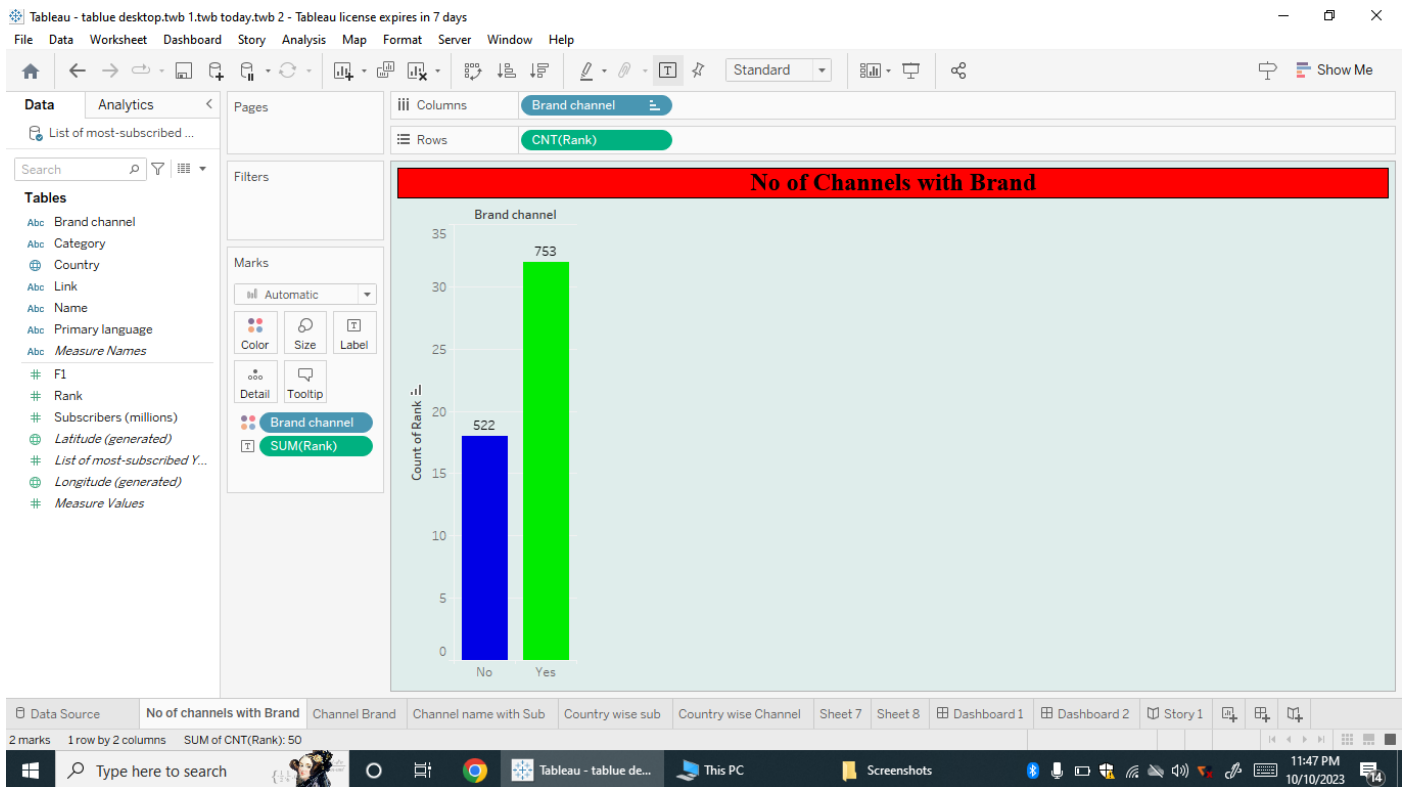 Tableau - tablue desktop.twb 1.twb today.twb 2 - Tableau license expires in 7 days
File Data Worksheet Dashboard Story Analysis Map Format Server Window Help
Standard
Show Me
Data Analytics
List of most-subscribed ...
Search
Tables
Abc Brand channel
Abc Category
Country
Abc Link
Abc Name
Abc Primary language
Abc Measure Names
# F1
# Rank
# Subscribers (millions)
Latitude (generated)
# List of most-subscribed Y...
Longitude (generated)
# Measure Values
Pages
Filters
Marks
Automatic
Color Size Label
Detail Tooltip
Brand channel
SUM(Rank)
iii Columns Brand channel
Rows CNT(Rank)
No of Channels with Brand
Brand channel
35
30
25
20
15
10
5
0
Count of Rank
522
753
No Yes
Data Source No of channels with Brand Channel Brand Channel name with Sub Country wise sub Country wise Channel Sheet 7 Sheet 8 Dashboard 1 Dashboard 2 Story 1
2 marks 1 row by 2 columns SUM of CNT(Rank): 50
Type here to search
Tableau - tablue de...
This PC
Screenshots
11:47 PM
10/10/2023
14